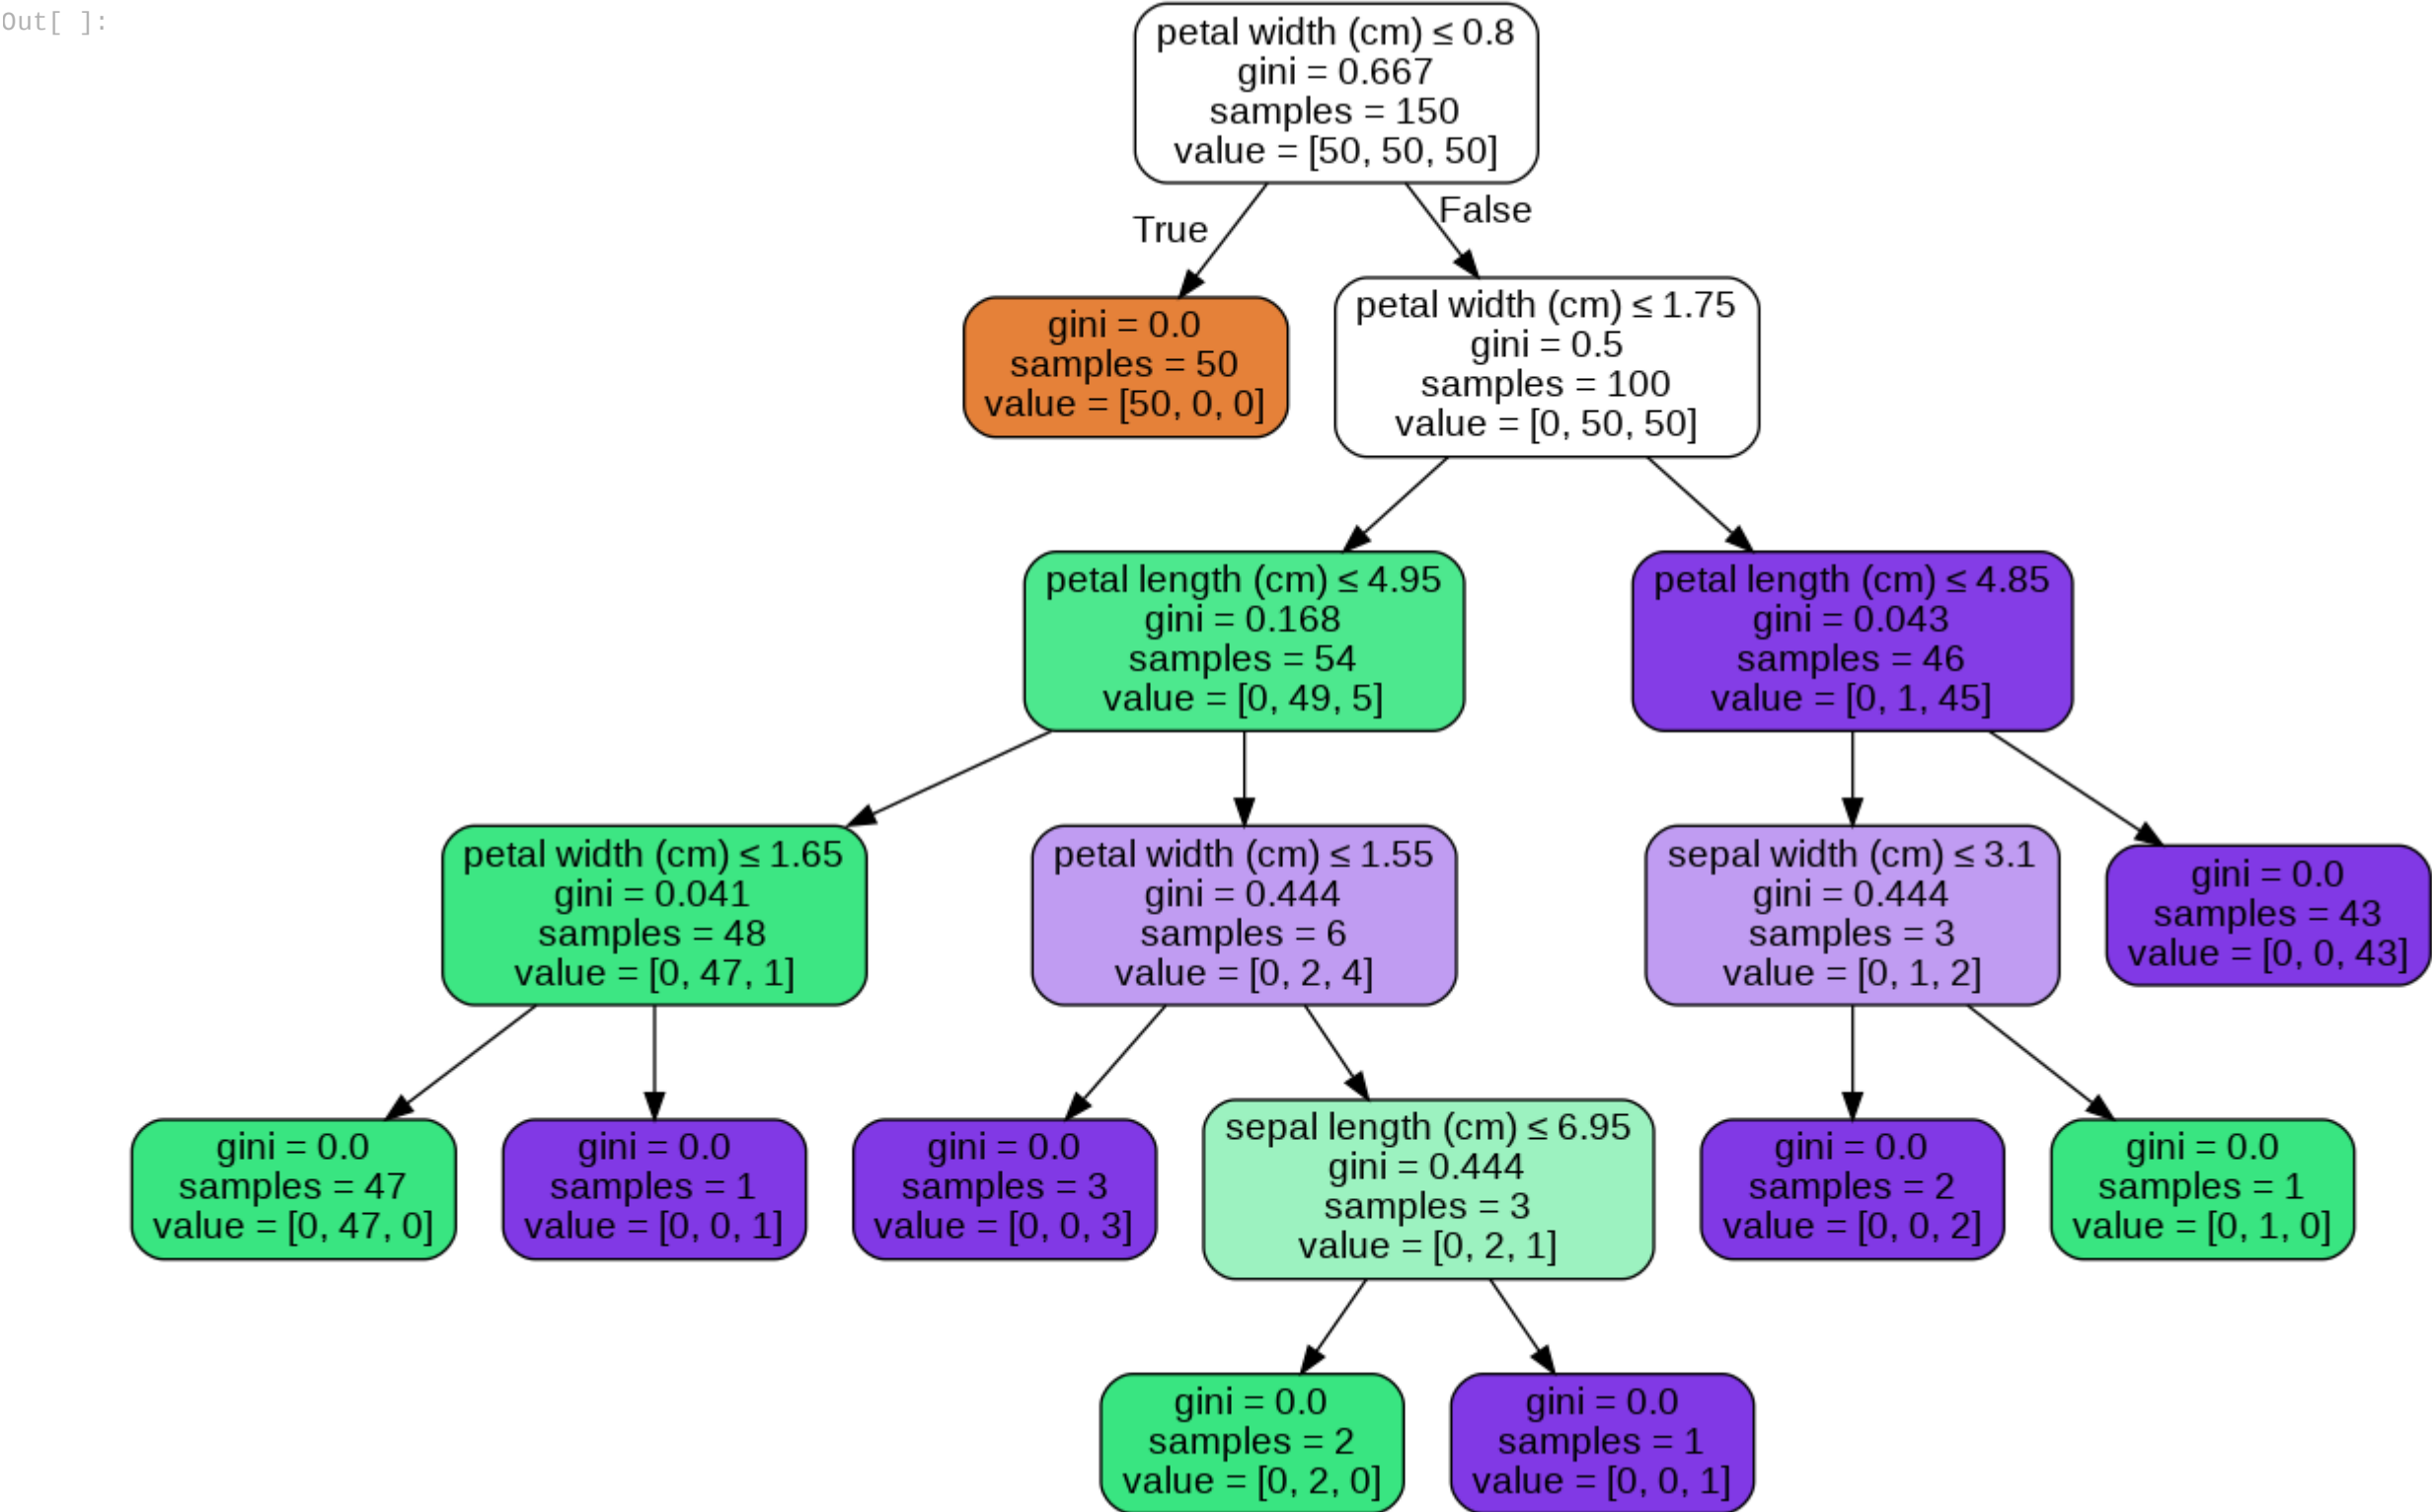 Out[ ]:
petal width (cm) ≤ 0.8
gini = 0.667
samples = 150
value = [50, 50, 50]
True
False
gini = 0.0
samples = 50
value = [50, 0, 0]
petal width (cm) ≤ 1.75
gini = 0.5
samples = 100
value = [0, 50, 50]
petal length (cm) ≤ 4.95
gini = 0.168
samples = 54
value = [0, 49, 5]
petal length (cm) ≤ 4.85
gini = 0.043
samples = 46
value = [0, 1, 45]
petal width (cm) ≤ 1.65
gini = 0.041
samples = 48
value = [0, 47, 1]
petal width (cm) ≤ 1.55
gini = 0.444
samples = 6
value = [0, 2, 4]
sepal width (cm) ≤ 3.1
gini = 0.444
samples = 3
value = [0, 1, 2]
gini = 0.0
samples = 43
value = [0, 0, 43]
gini = 0.0
samples = 47
value = [0, 47, 0]
gini = 0.0
samples = 1
value = [0, 0, 1]
gini = 0.0
samples = 3
value = [0, 0, 3]
sepal length (cm) ≤ 6.95
gini = 0.444
samples = 3
value = [0, 2, 1]
gini = 0.0
samples = 2
value = [0, 0, 2]
gini = 0.0
samples = 1
value = [0, 1, 0]
gini = 0.0
samples = 2
value = [0, 2, 0]
gini = 0.0
samples = 1
value = [0, 0, 1]